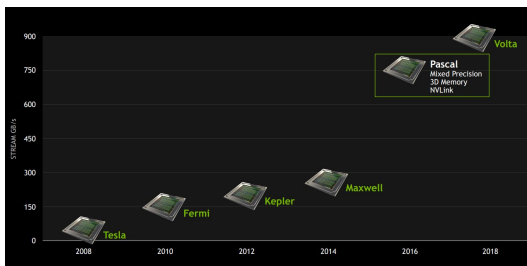 900
Volta
Pascal
Mixed Precision
3D Memory
NVLink
750
600
STREAM GB/s
450
300
Maxwell
Kepler
150
Fermi
Tesla
0
2008
2010
2012
2014
2016
2018